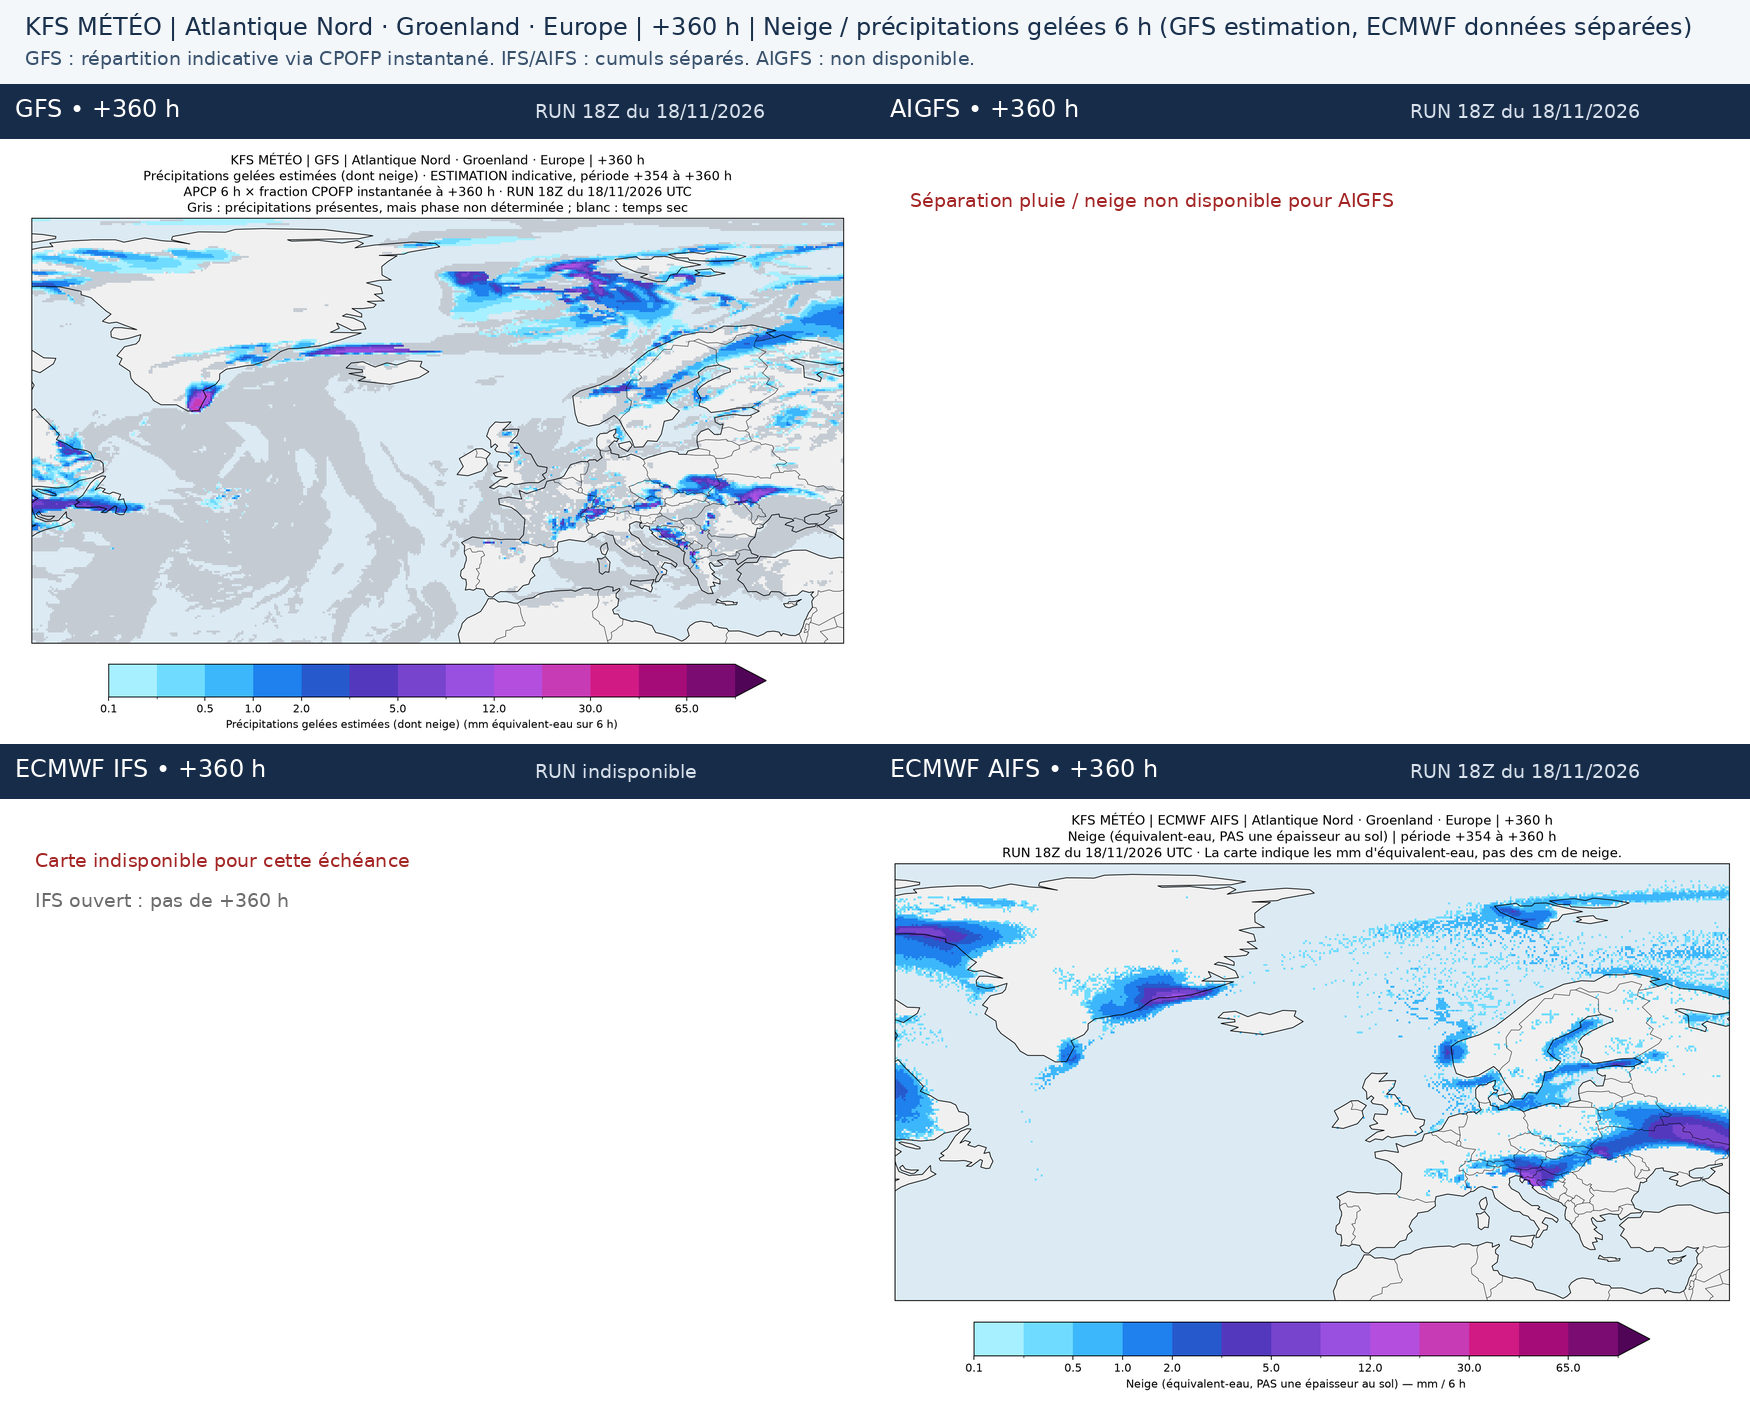 KFS MÉTÉO | Atlantique Nord · Groenland · Europe | +360 h | Neige / précipitations gelées 6 h (GFS estimation, ECMWF données séparées)
GFS : répartition indicative via CPOFP instantané. IFS/AIFS : cumuls séparés. AIGFS : non disponible.
GFS • +360 h
RUN 18Z du 18/11/2026
KFS MÉTÉO | GFS | Atlantique Nord · Groenland · Europe | +360 h
Précipitations gelées estimées (dont neige) · ESTIMATION indicative, période +354 à +360 h
APCP 6 h × fraction CPOFP instantanée à +360 h · RUN 18Z du 18/11/2026 UTC
Gris : précipitations présentes, mais phase non déterminée ; blanc : temps sec
0.1 0.5 1.0 2.0 5.0 12.0 30.0 65.0
Précipitations gelées estimées (dont neige) (mm équivalent-eau sur 6 h)
AIGFS • +360 h
RUN 18Z du 18/11/2026
Séparation pluie / neige non disponible pour AIGFS
ECMWF IFS • +360 h
RUN indisponible
Carte indisponible pour cette échéance
IFS ouvert : pas de +360 h
ECMWF AIFS • +360 h
RUN 18Z du 18/11/2026
KFS MÉTÉO | ECMWF AIFS | Atlantique Nord · Groenland · Europe | +360 h
Neige (équivalent-eau, PAS une épaisseur au sol) | période +354 à +360 h
RUN 18Z du 18/11/2026 UTC · La carte indique les mm d'équivalent-eau, pas des cm de neige.
0.1 0.5 1.0 2.0 5.0 12.0 30.0 65.0
Neige (équivalent-eau, PAS une épaisseur au sol) — mm / 6 h